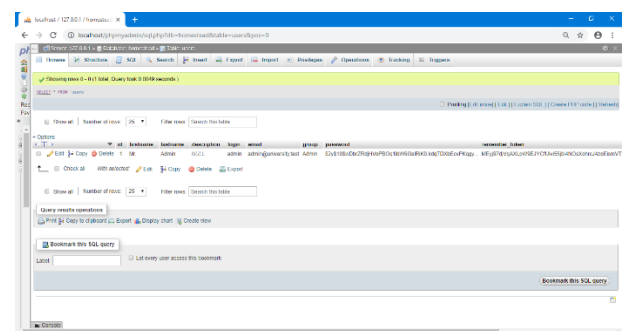 localhost / 127.0.0.1 / homestead
localhost/phpmyadmin/sql.php?db=homestead&table=users&pos=0
Server: 127.0.0.1 » Database: homestead » Table: users
Browse Structure SQL Search Insert Export Import Privileges Operations Tracking Triggers
Showing rows 0 - 0 (1 total, Query took 0.0049 seconds.)
SELECT * FROM `users`
Profiling [Edit inline] [ Edit ] [ Explain SQL ] [ Create PHP code ] [ Refresh]
Show all Number of rows: 25 Filter rows: Search this table
+ Options
id firstname lastname description login email group password remember_token
Edit Copy Delete 1 Mr Admin NULL admin admin@university.test Admin
Check all With selected: Edit Copy Delete Export
Show all Number of rows: 25 Filter rows: Search this table
Query results operations
Print Copy to clipboard Export Display chart Create view
Bookmark this SQL query
Label: Let every user access this bookmark
Bookmark this SQL query
Console